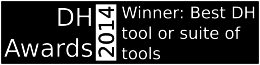 DH
Awards
2014
Winner: Best DH
tool or suite of
tools